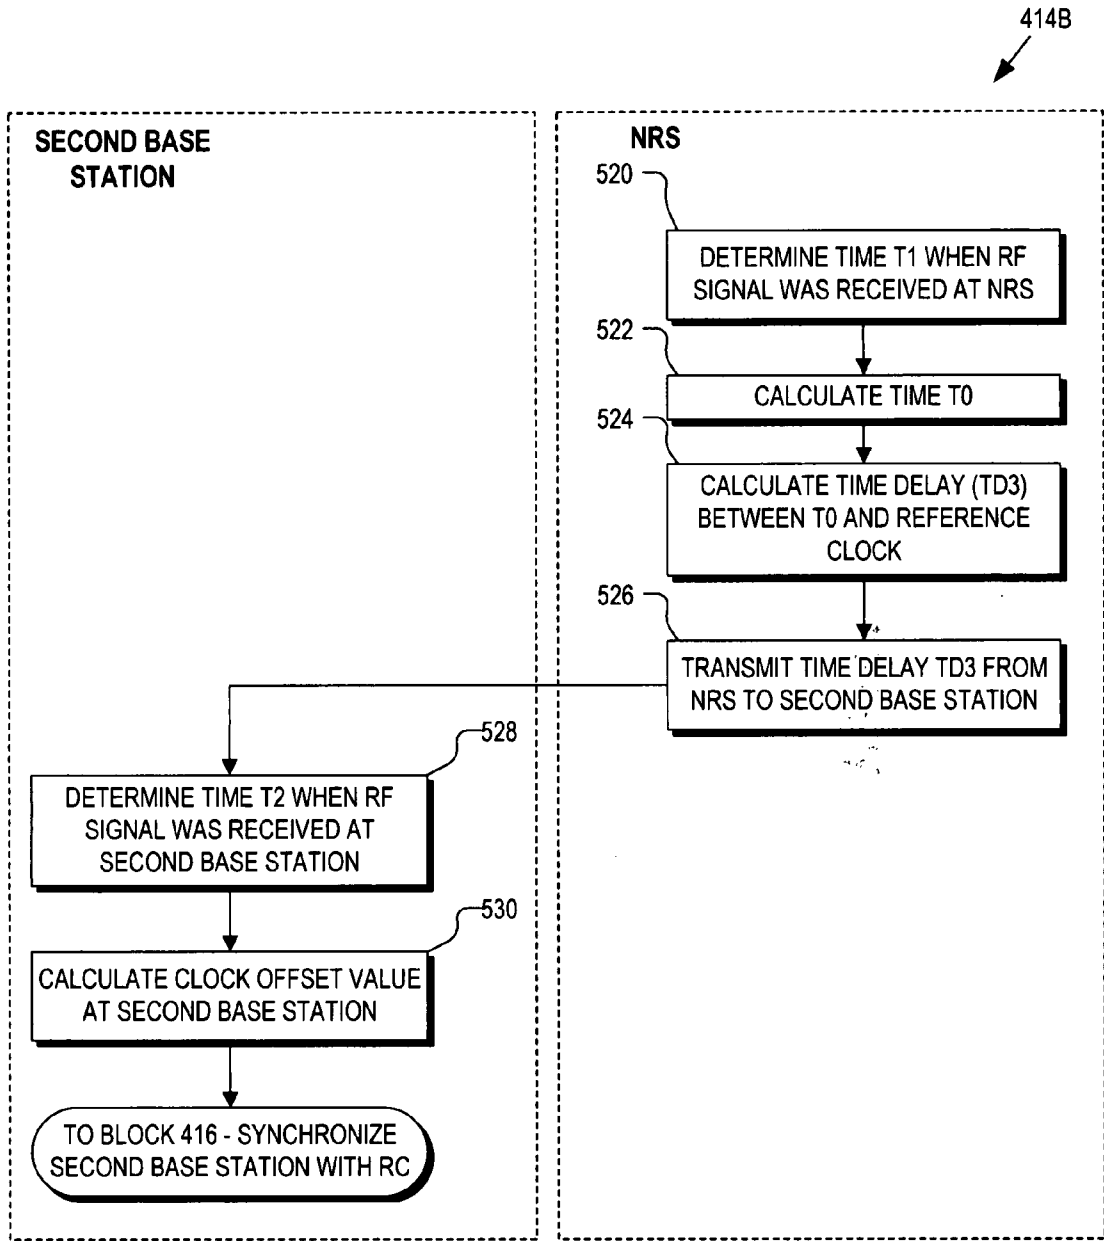 414B
SECOND BASE
STATION
NRS
520
DETERMINE TIME T1 WHEN RF
SIGNAL WAS RECEIVED AT NRS
522
CALCULATE TIME T0
524
CALCULATE TIME DELAY (TD3)
BETWEEN T0 AND REFERENCE
CLOCK
526
TRANSMIT TIME DELAY TD3 FROM
NRS TO SECOND BASE STATION
528
DETERMINE TIME T2 WHEN RF
SIGNAL WAS RECEIVED AT
SECOND BASE STATION
530
CALCULATE CLOCK OFFSET VALUE
AT SECOND BASE STATION
TO BLOCK 416 - SYNCHRONIZE
SECOND BASE STATION WITH RC